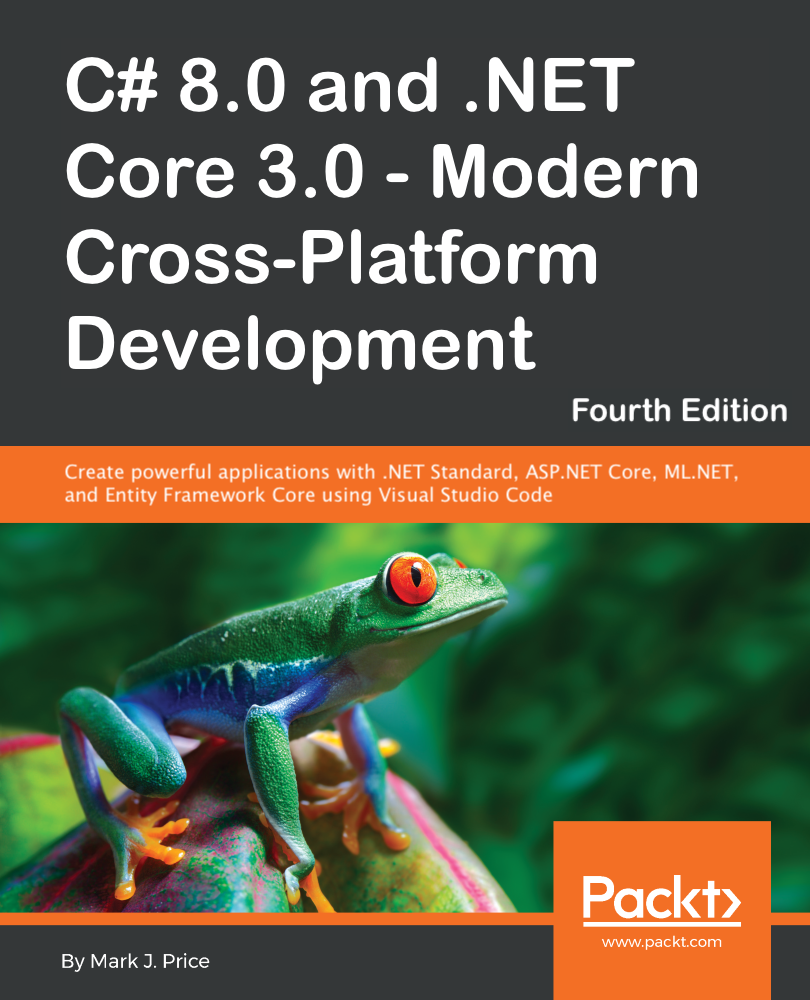 C# 8.0 and .NET
Core 3.0 - Modern
Cross-Platform
Development
Fourth Edition
Create powerful applications with .NET Standard, ASP.NET Core, ML.NET,
and Entity Framework Core using Visual Studio Code
Packt>
www.packt.com
By Mark J. Price